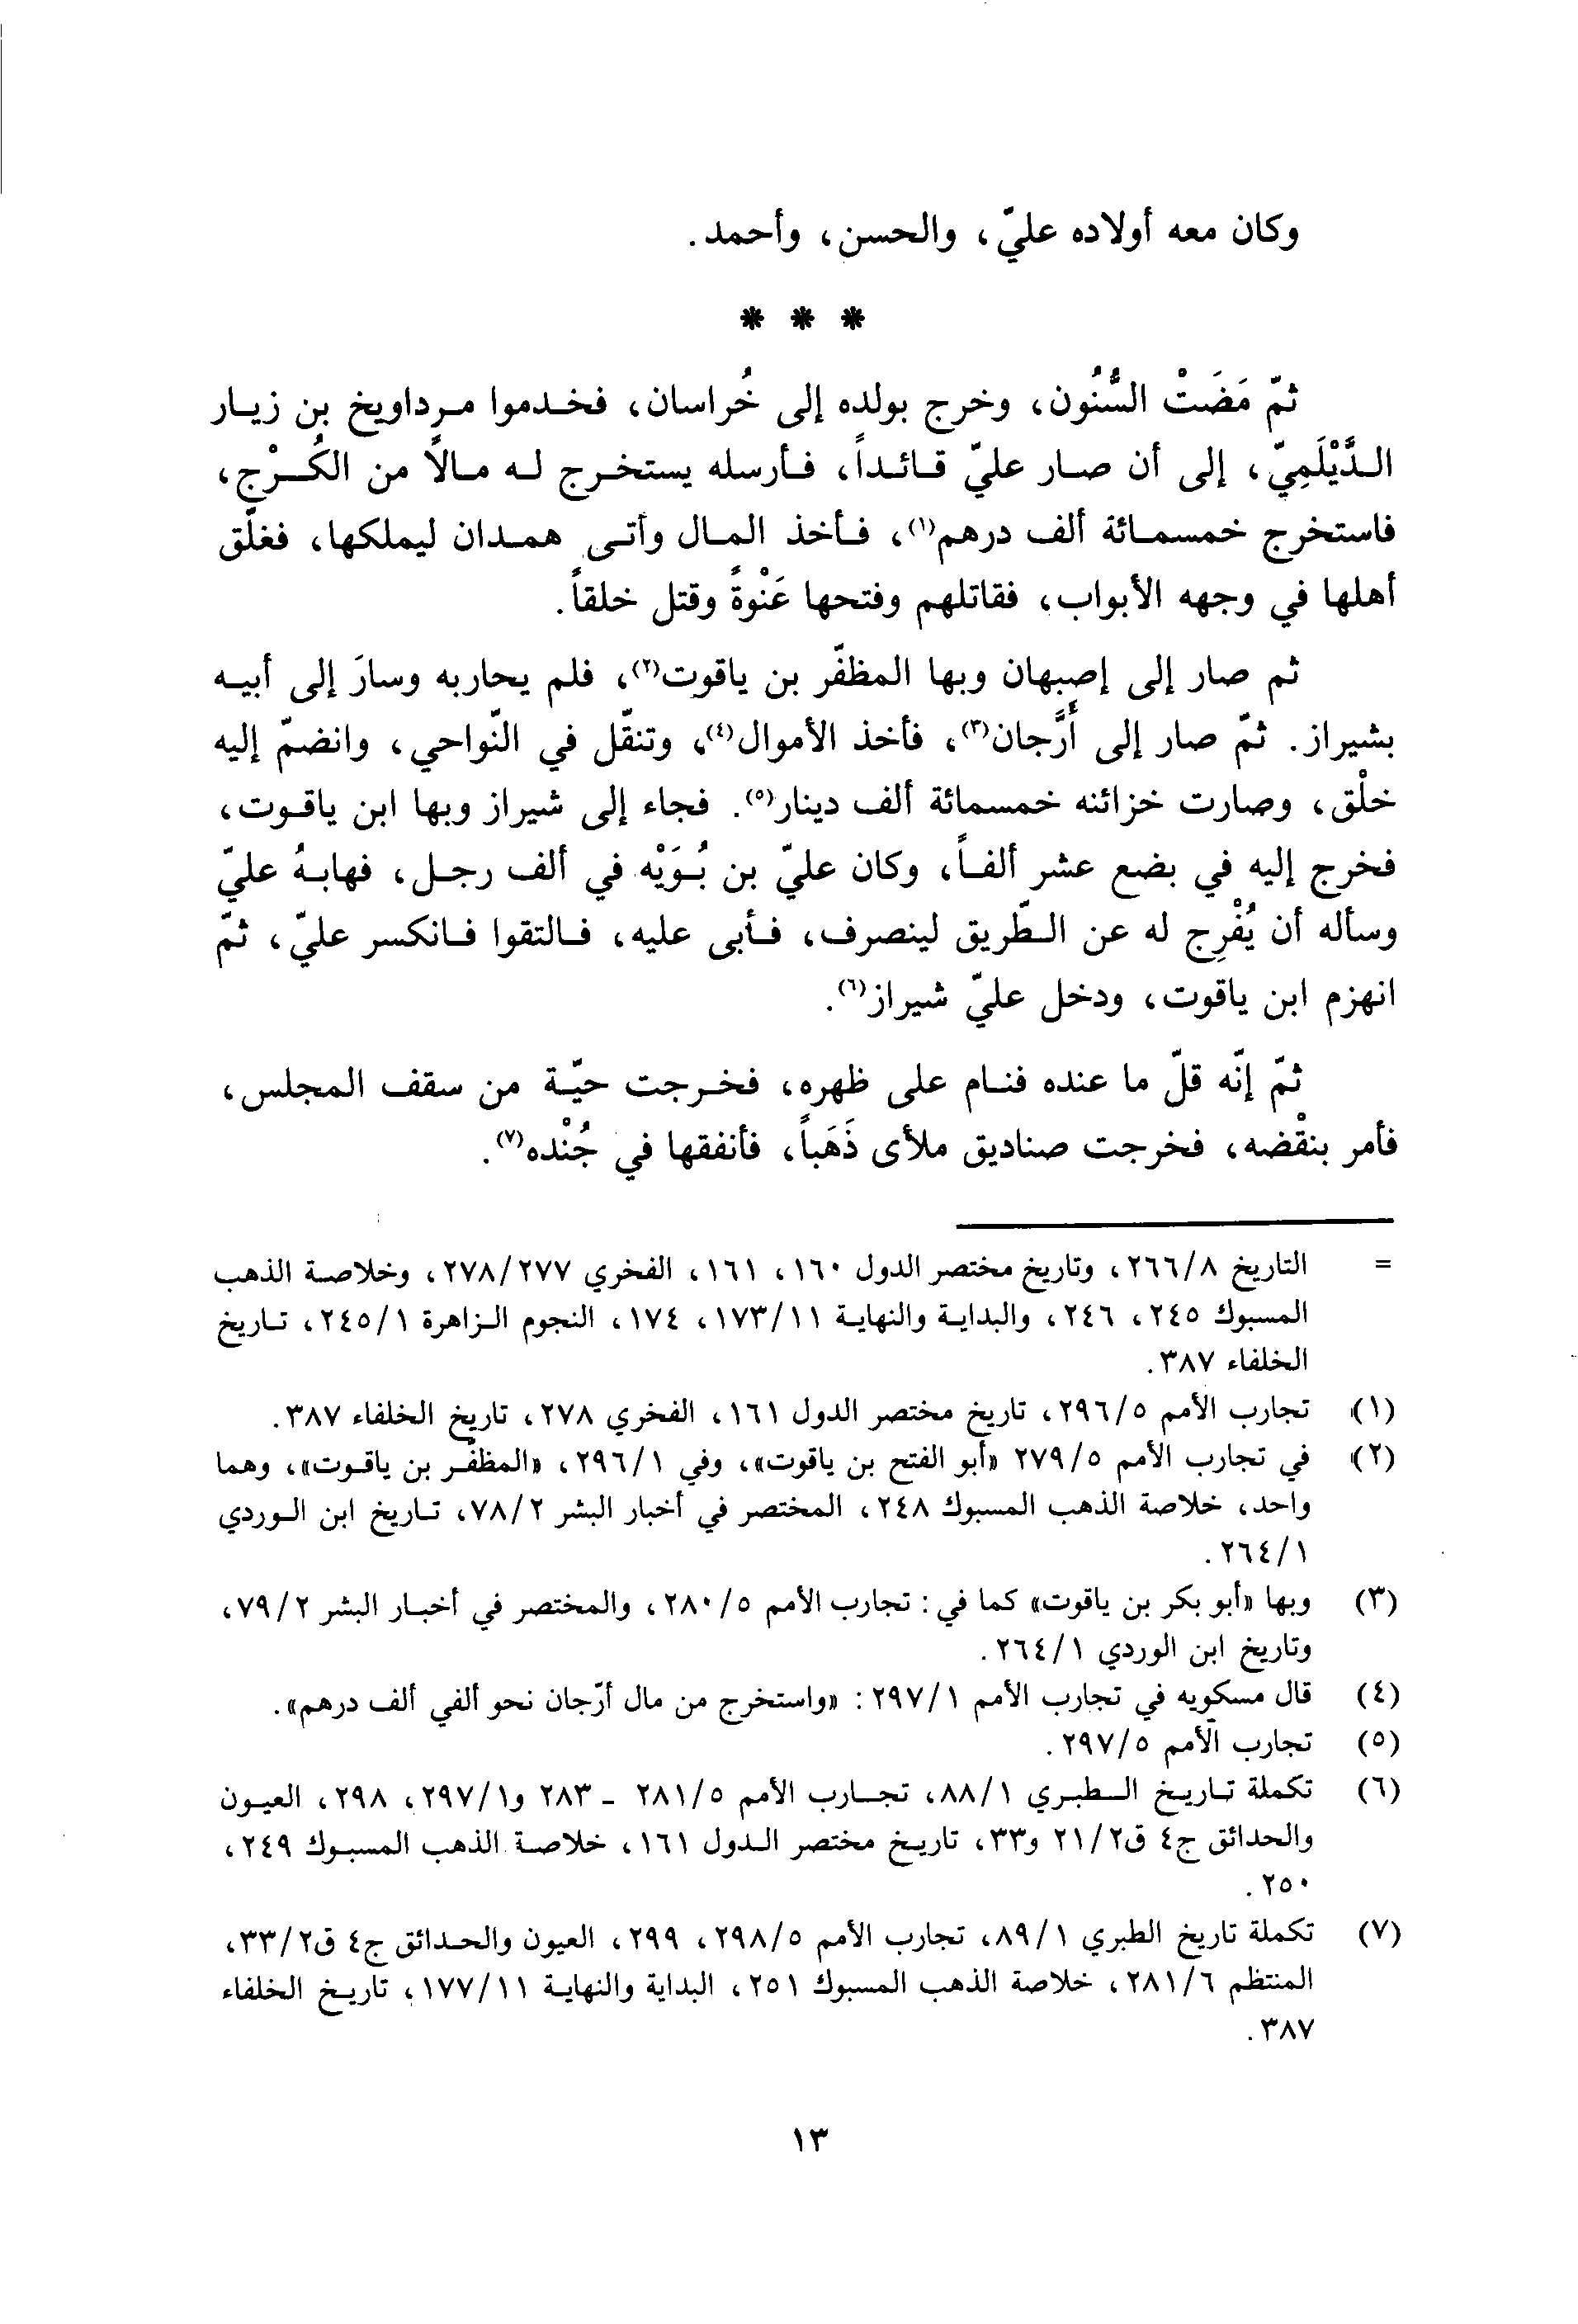 وكان معه أولاده عليّ، والحسن، وأحمد.
* * *
ثمّ مَضَتْ السُّنُون، وخرج بولده إلى خُراسان، فخدموا مرداويخ بن زيار
الدَّيْلَمِيّ، إلى أن صار عليّ قائداً، فأرسله يستخرج له مالاً من الكُرْج،
فاستخرج خمسمائة ألف درهم(١)، فأخذ المال وأتى همدان ليملكها، فغلّق
أهلها في وجهه الأبواب، فقاتلهم وفتحها عَنْوةً وقتل خلقاً.
ثم صار إلى إصبهان وبها المظفّر بن ياقوت(٢)، فلم يحاربه وسارَ إلى أبيه
بشيراز. ثمّ صار إلى أَرَّجان(٣)، فأخذ الأموال(٤)، وتنقّل في النّواحي، وانضمّ إليه
خلْق، وصارت خزائنه خمسمائة ألف دينار(٥). فجاء إلى شيراز وبها ابن ياقوت،
فخرج إليه في بضع عشر ألفاً، وكان عليّ بن بُوَيْه في ألف رجل، فهابهُ عليّ
وسأله أن يُفْرِج له عن الطّريق لينصرف، فأبى عليه، فالتقوا فانكسر عليّ، ثمّ
انهزم ابن ياقوت، ودخل عليّ شيراز(٦).
ثمّ إنّه قلّ ما عنده فنام على ظهره، فخرجت حيّة من سقف المجلس،
فأمر بنقْضه، فخرجت صناديق ملأى ذَهَباً، فأنفقها في جُنْده(٧).
= التاريخ ٢٦٦/٨، وتاريخ مختصر الدول ١٦٠، ١٦١، الفخري ٢٧٨/٢٧٧، وخلاصة الذهب
المسبوك ٢٤٥، ٢٤٦، والبداية والنهاية ١٧٣/١١، ١٧٤، النجوم الزاهرة ٢٤٥/١، تاريخ
الخلفاء ٣٨٧.
(١) تجارب الأمم ٢٩٦/٥، تاريخ مختصر الدول ١٦١، الفخري ٢٧٨، تاريخ الخلفاء ٣٨٧.
(٢) في تجارب الأمم ٢٧٩/٥ «أبو الفتح بن ياقوت»، وفي ٢٩٦/١، «المظفّر بن ياقوت»، وهما
واحد، خلاصة الذهب المسبوك ٢٤٨، المختصر في أخبار البشر ٧٨/٢، تاريخ ابن الوردي
٢٦٤/١.
(٣) وبها «أبو بكر بن ياقوت» كما في: تجارب الأمم ٢٨٠/٥، والمختصر في أخبار البشر ٧٩/٢،
وتاريخ ابن الوردي ٢٦٤/١.
(٤) قال مسكويه في تجارب الأمم ٢٩٧/١: «واستخرج من مال أرّجان نحو ألفي ألف درهم».
(٥) تجارب الأمم ٢٩٧/٥.
(٦) تكملة تاريخ الطبري ٨٨/١، تجارب الأمم ٢٨١/٥ - ٢٨٣ و٢٩٧/١، ٢٩٨، العيون
والحدائق ج٤ ق٢١/٢ و٣٣، تاريخ مختصر الدول ١٦١، خلاصة الذهب المسبوك ٢٤٩،
٢٥٠.
(٧) تكملة تاريخ الطبري ٨٩/١، تجارب الأمم ٢٩٨/٥، ٢٩٩، العيون والحدائق ج٤ ق٣٣/٢،
المنتظم ٢٨١/٦، خلاصة الذهب المسبوك ٢٥١، البداية والنهاية ١٧٧/١١، تاريخ الخلفاء
٣٨٧.
١٣